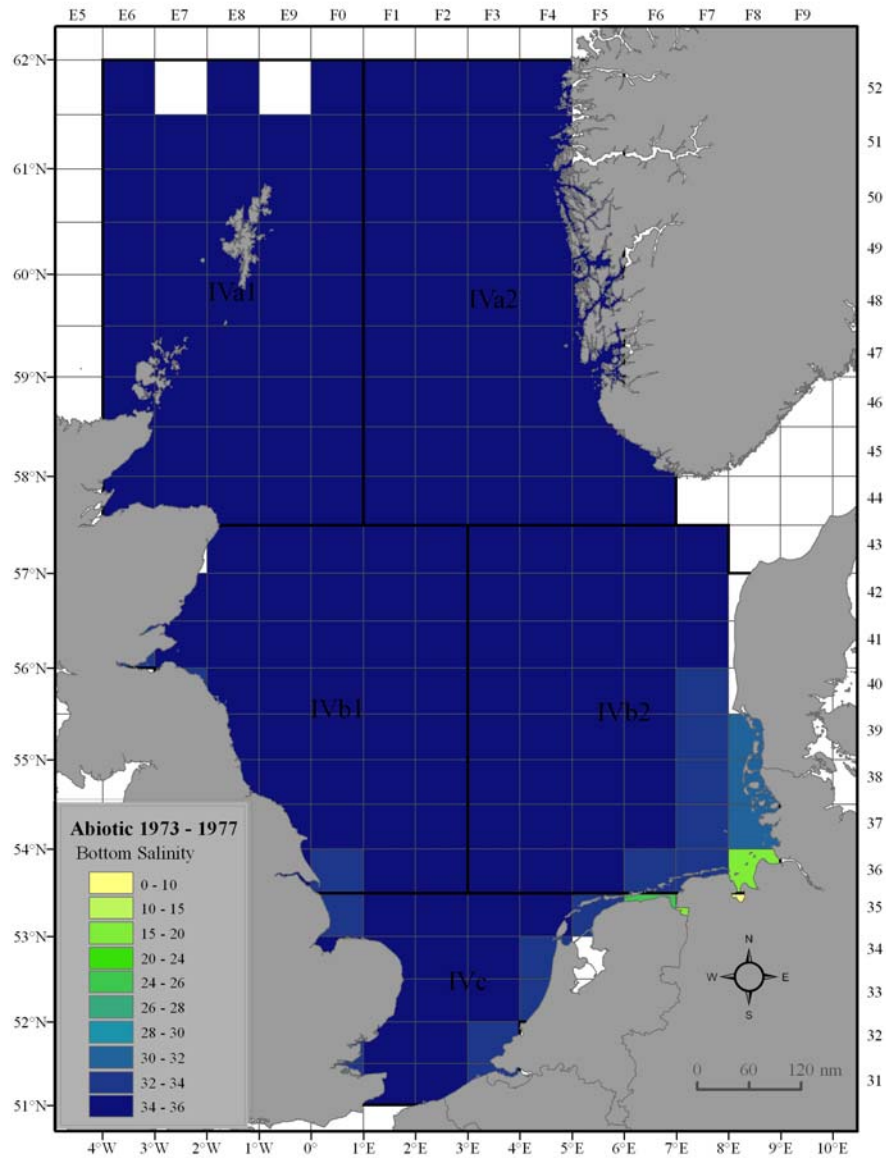 E5 E6 E7 E8 E9 F0 F1 F2 F3 F4 F5 F6 F7 F8 F9
62°N
52
61°N
51
50
60°N
49
IVa1
IVa2
48
59°N
47
46
58°N
45
44
57°N
43
42
56°N
41
40
IVb1
IVb2
55°N
39
38
54°N
37
36
53°N
35
34
IVc
52°N
33
32
51°N
31
Abiotic 1973 - 1977
Bottom Salinity
0 - 10
10 - 15
15 - 20
20 - 24
24 - 26
26 - 28
28 - 30
30 - 32
32 - 34
34 - 36
N
W E
S
0 60 120 nm
4°W 3°W 2°W 1°W 0° 1°E 2°E 3°E 4°E 5°E 6°E 7°E 8°E 9°E 10°E